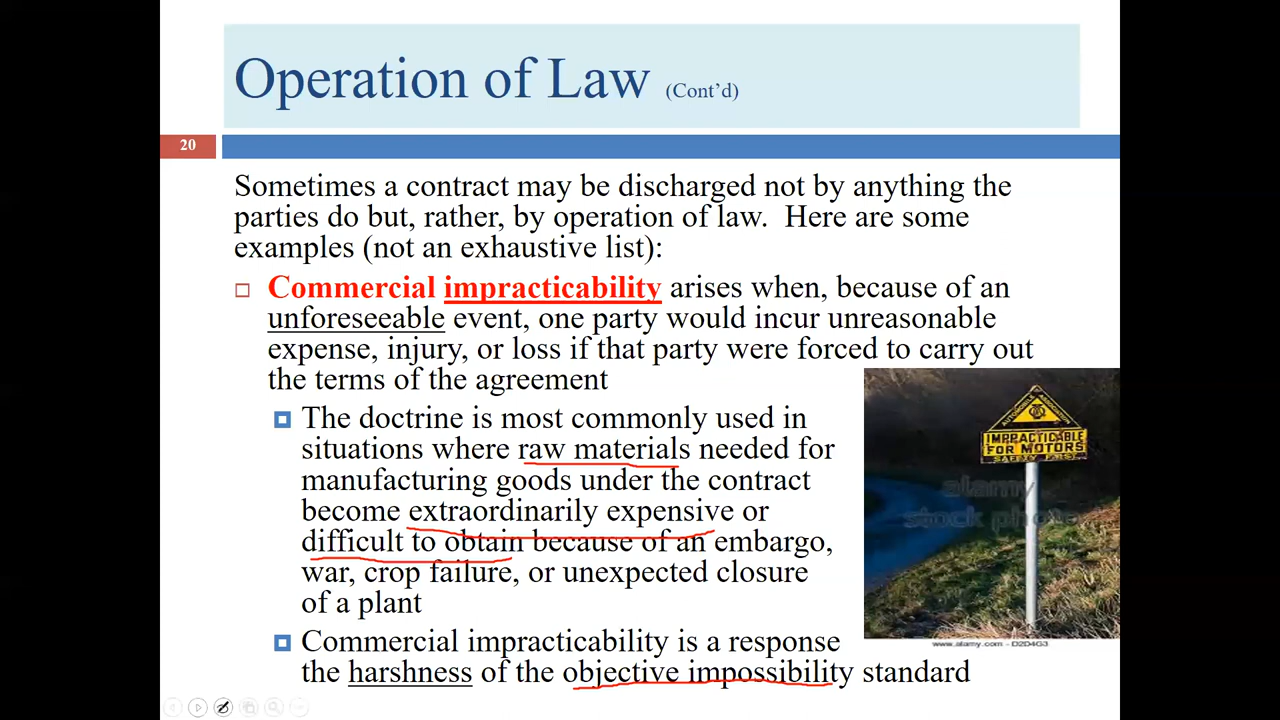 Operation of Law (Cont'd)
20
Sometimes a contract may be discharged not by anything the
parties do but, rather, by operation of law.  Here are some
examples (not an exhaustive list):
Commercial impracticability arises when, because of an
unforeseeable event, one party would incur unreasonable
expense, injury, or loss if that party were forced to carry out
the terms of the agreement
The doctrine is most commonly used in
situations where raw materials needed for
manufacturing goods under the contract
become extraordinarily expensive or
difficult to obtain because of an embargo,
war, crop failure, or unexpected closure
of a plant
Commercial impracticability is a response
the harshness of the objective impossibility standard
AUTOMOBILE ASSOCIATION
IMPRACTICABLE
FOR MOTORS
SAFETY FIRST
alamy
stock photo
www.alamy.com - D2D4G3